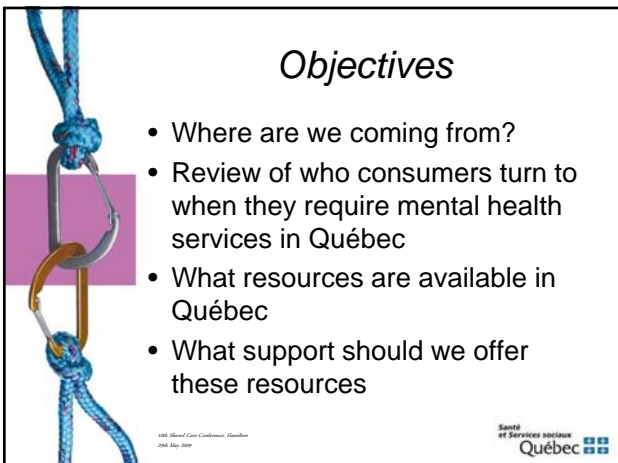 Objectives
• Where are we coming from?
• Review of who consumers turn to
when they require mental health
services in Québec
• What resources are available in
Québec
• What support should we offer
these resources
10th Shared Care Conference, Hamilton
29th May 2009
Santé
et Services sociaux
Québec